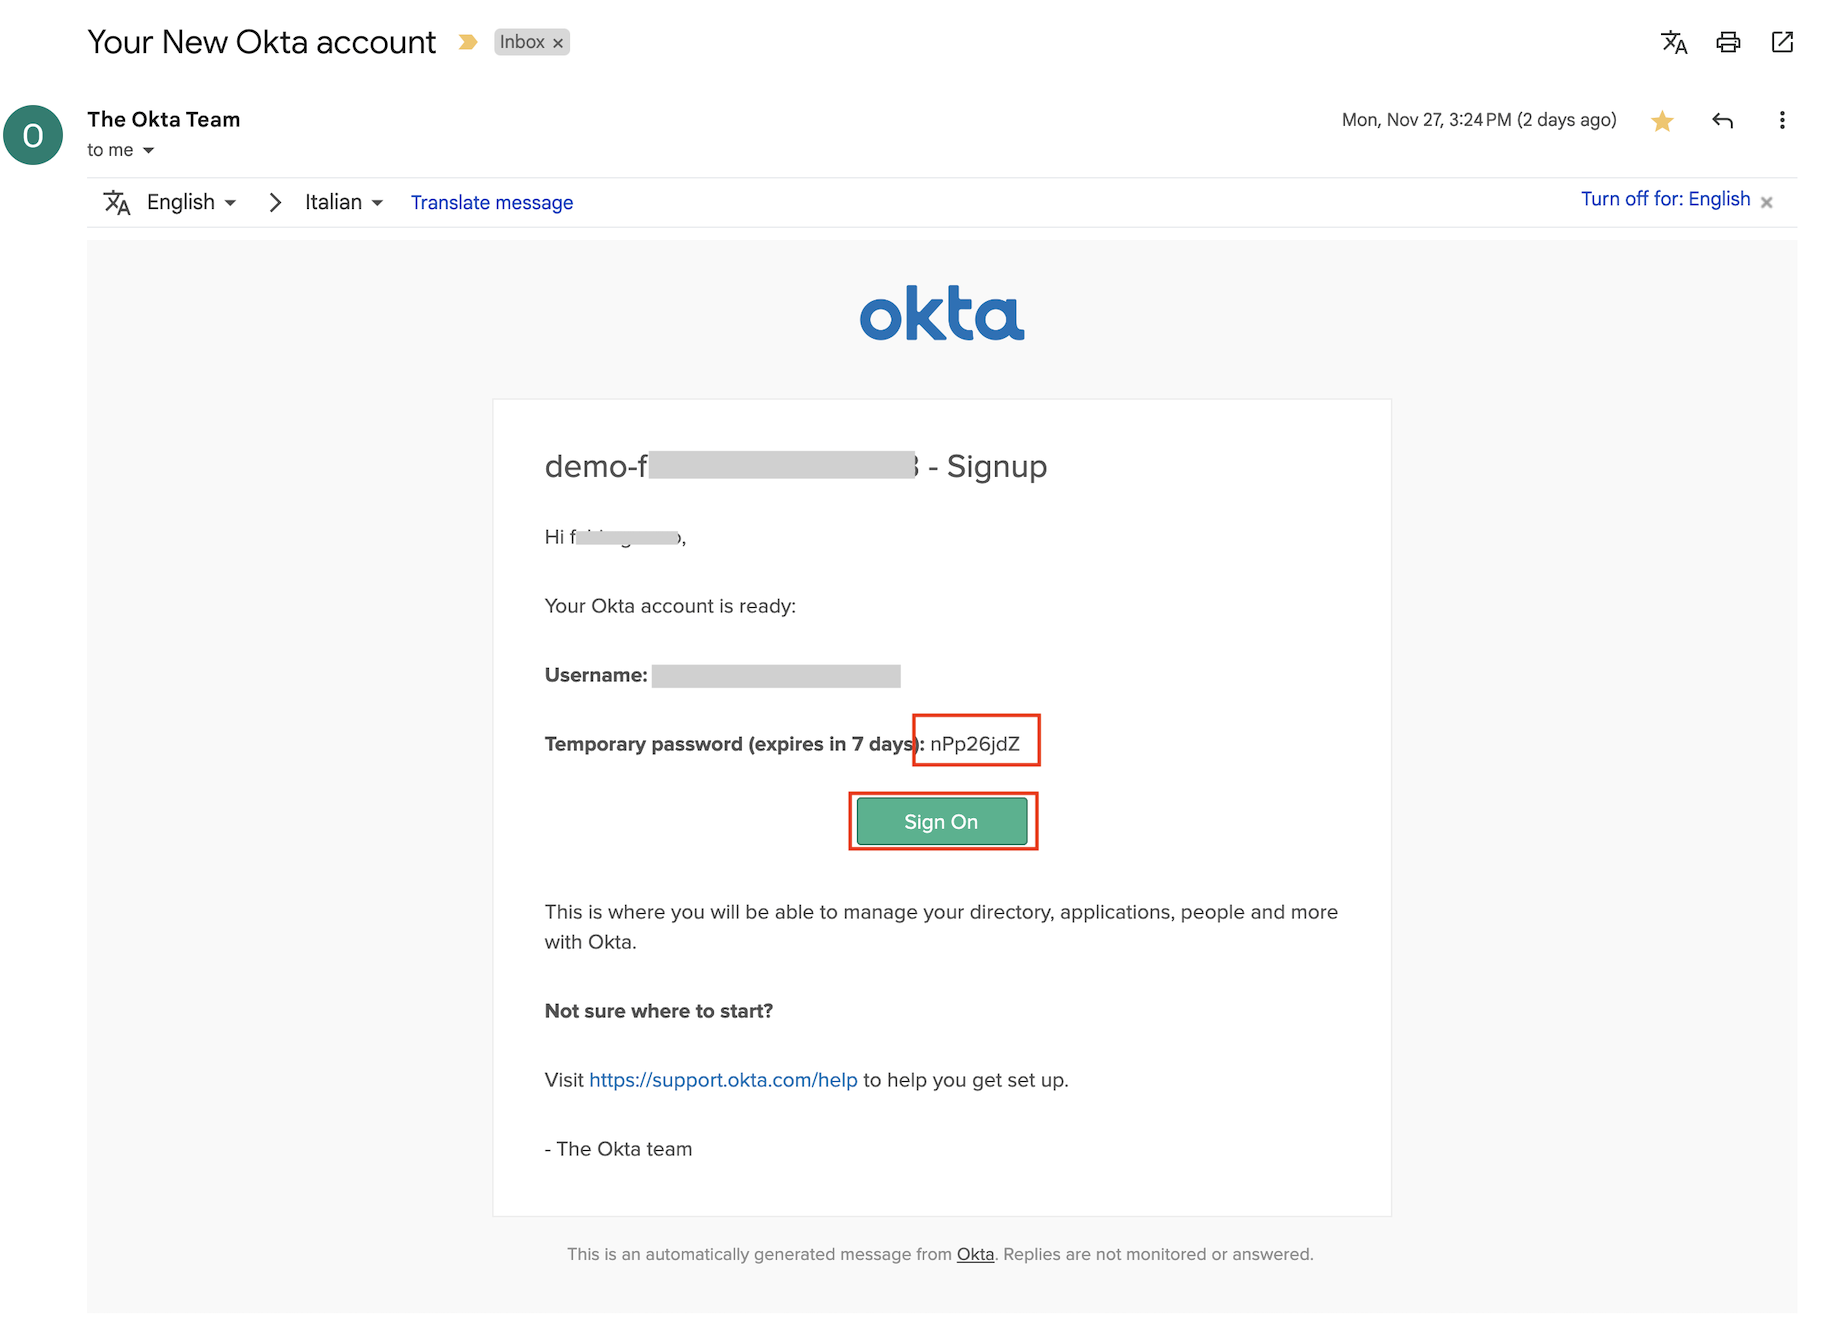 Your New Okta account Inbox ×
O
The Okta Team
Mon, Nov 27, 3:24 PM (2 days ago)
to me
English > Italian Translate message
Turn off for: English ×
okta
demo-f - Signup
Hi f ,
Your Okta account is ready:
Username:
Temporary password (expires in 7 days): nPp26jdZ
Sign On
This is where you will be able to manage your directory, applications, people and more
with Okta.
Not sure where to start?
Visit https://support.okta.com/help to help you get set up.
- The Okta team
This is an automatically generated message from Okta. Replies are not monitored or answered.